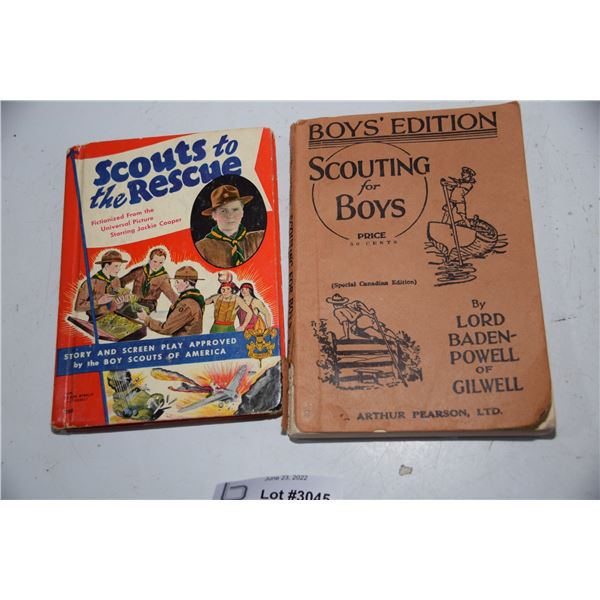 Scouts to
the Rescue
Fictionized From the
Universal Picture
Starring Jackie Cooper
STORY AND SCREEN PLAY APPROVED
by the BOY SCOUTS OF AMERICA
BOYS' EDITION
SCOUTING
for
BOYS
PRICE
50 CENTS
(Special Canadian Edition)
By
LORD
BADEN-
POWELL
OF
GILWELL
ARTHUR PEARSON, LTD.
June 23, 2022
Lot #3045